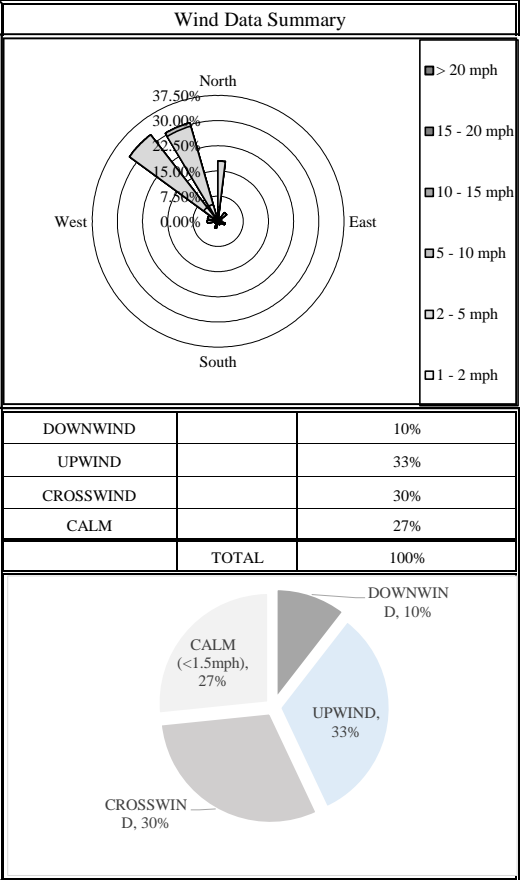 Wind Data Summary
North
37.50%
30.00%
22.50%
15.00%
7.50%
0.00%
West
East
South
> 20 mph
15 - 20 mph
10 - 15 mph
5 - 10 mph
2 - 5 mph
1 - 2 mph
DOWNWIND 10%
UPWIND 33%
CROSSWIND 30%
CALM 27%
TOTAL 100%
DOWNWIN
D, 10%
CALM
(<1.5mph),
27%
UPWIND,
33%
CROSSWIN
D, 30%